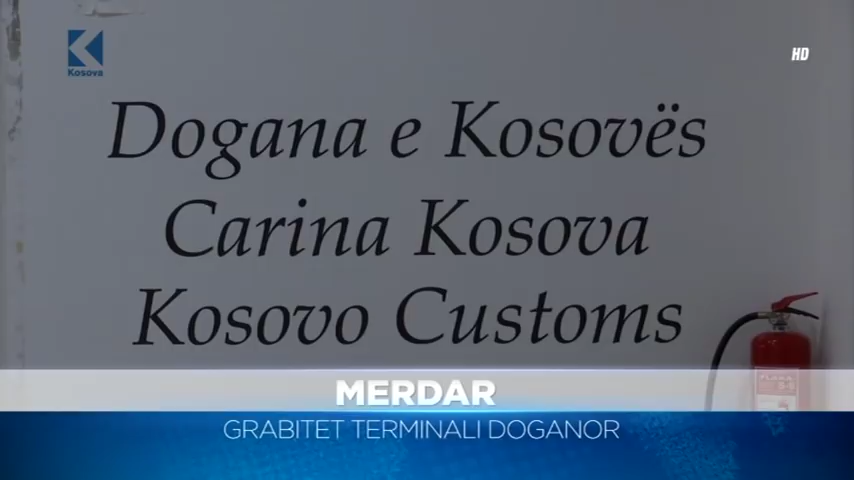 Kosova
HD
Dogana e Kosovës
Carina Kosova
Kosovo Customs
MERDAR
GRABITET TERMINALI DOGANOR